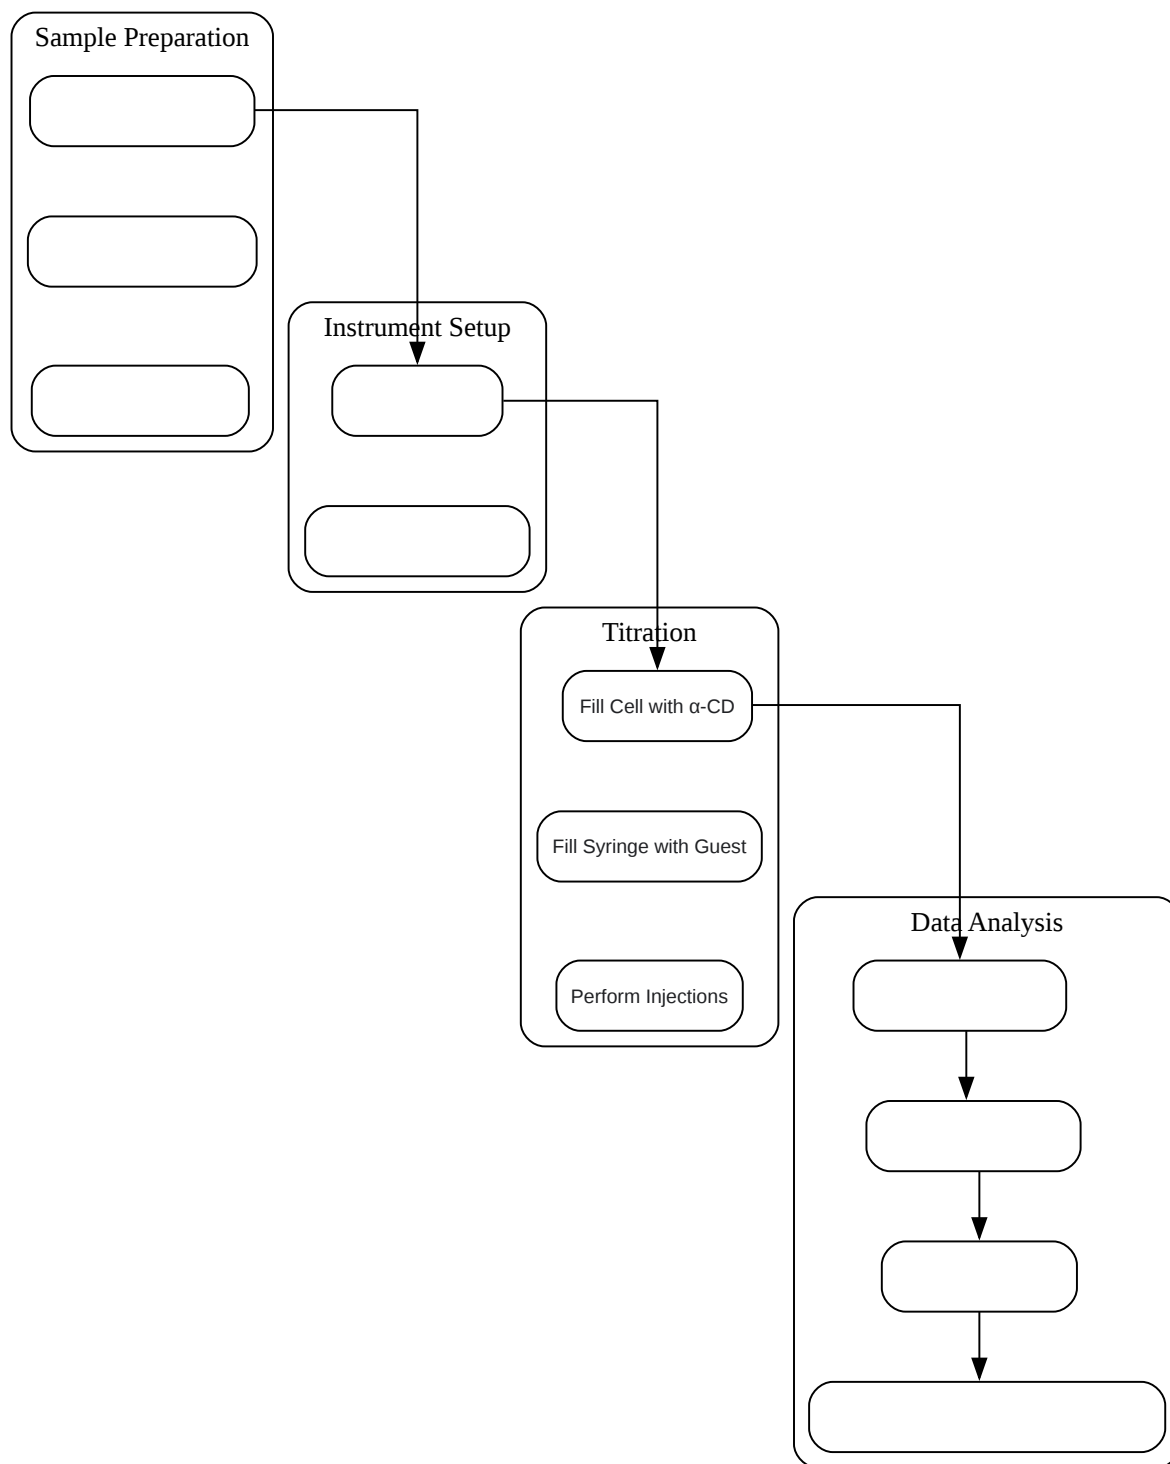 Sample Preparation
Instrument Setup
Titration
Fill Cell with α-CD
Fill Syringe with Guest
Perform Injections
Data Analysis